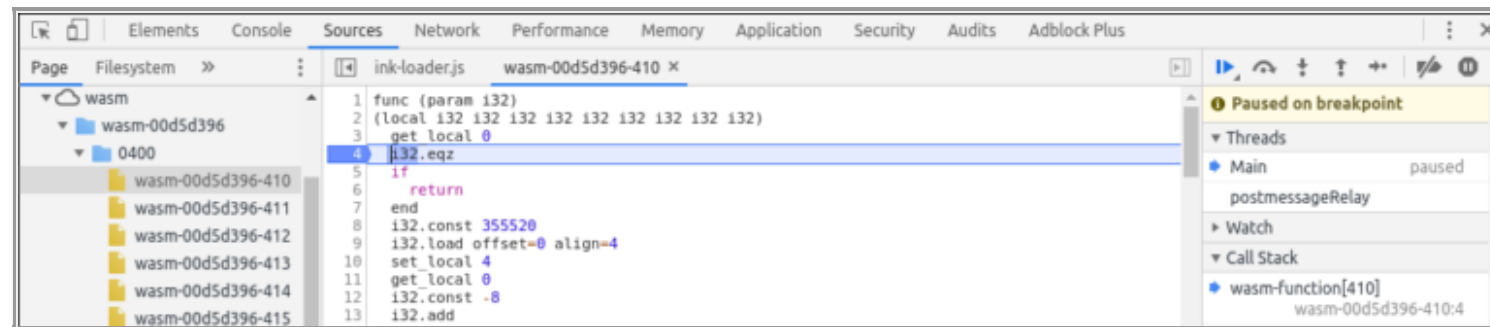 Elements Console Sources Network Performance Memory Application Security Audits Adblock Plus
Page Filesystem »
ink-loader.js wasm-00d5d396-410 ×
wasm
wasm-00d5d396
0400
wasm-00d5d396-410
wasm-00d5d396-411
wasm-00d5d396-412
wasm-00d5d396-413
wasm-00d5d396-414
wasm-00d5d396-415
1 func (param i32)
2 (local i32 i32 i32 i32 i32 i32 i32 i32 i32)
3 get_local 0
4 i32.eqz
5 if
6 return
7 end
8 i32.const 355520
9 i32.load offset=0 align=4
10 set_local 4
11 get_local 0
12 i32.const -8
13 i32.add
Paused on breakpoint
Threads
Main paused
postmessageRelay
Watch
Call Stack
wasm-function[410]
wasm-00d5d396-410:4